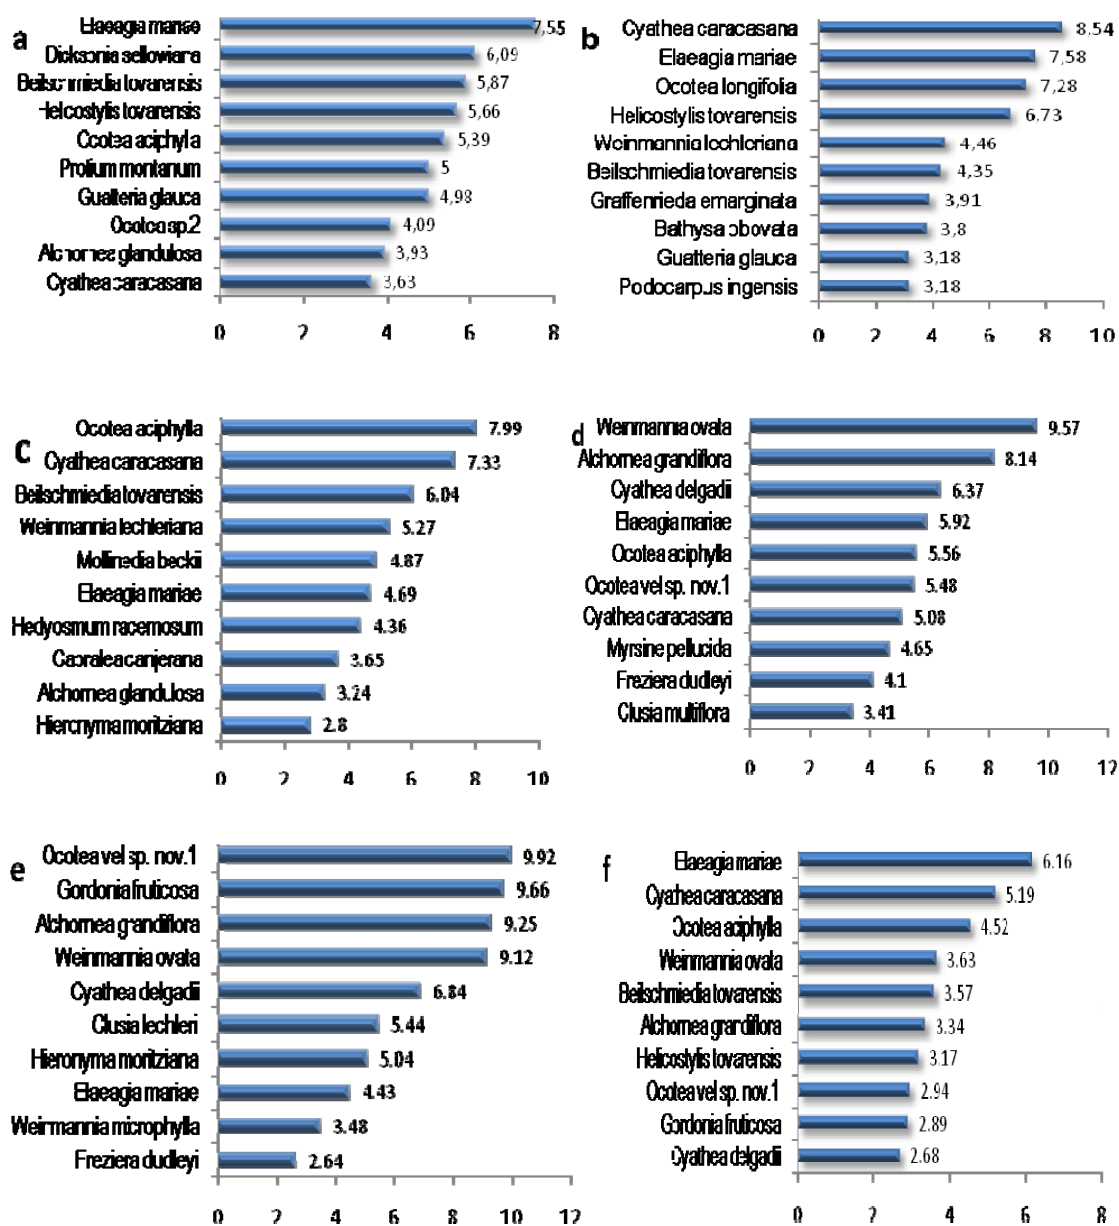 a
Elaeagia mariae 7,55
Dicksonia sellowiana 6,09
Beilschmiedia tovarensis 5,87
Helicostylis tovarensis 5,66
Ocotea aciphylla 5,39
Protium montanum 5
Guatteria glauca 4,98
Ocotea sp.2 4,09
Alchornea glandulosa 3,93
Cyathea caracasana 3,63
0 2 4 6 8
b
Cyathea caracasana 8.54
Elaeagia mariae 7,58
Ocotea longifolia 7,28
Helicostylis tovarensis 6,73
Weinmannia lechleriana 4,46
Beilschmiedia tovarensis 4,35
Graffenrieda emarginata 3,91
Bathysa obovata 3,8
Guatteria glauca 3,18
Podocarpus ingensis 3,18
0 2 4 6 8 10
c
Ocotea aciphylla 7.99
Cyathea caracasana 7.33
Beilschmiedia tovarensis 6.04
Weinmannia lechleriana 5.27
Mollinedia beckii 4.87
Elaeagia mariae 4.69
Hedyosmum racemosum 4.36
Cabralea canjerana 3.65
Alchornea glandulosa 3.24
Hieronyma moritziana 2.8
0 2 4 6 8 10
d
Weinmannia ovata 9.57
Alchornea grandiflora 8.14
Cyathea delgadii 6.37
Elaeagia mariae 5.92
Ocotea aciphylla 5.56
Ocotea vel sp. nov.1 5.48
Cyathea caracasana 5.08
Myrsine pellucida 4.65
Freziera dudleyi 4.1
Clusia multiflora 3.41
0 2 4 6 8 10 12
e
Ocotea vel sp. nov.1 9.92
Gordonia fruticosa 9.66
Alchornea grandiflora 9.25
Weinmannia ovata 9.12
Cyathea delgadii 6.84
Clusia lechleri 5.44
Hieronyma moritziana 5.04
Elaeagia mariae 4.43
Weinmannia microphylla 3.48
Freziera dudleyi 2.64
0 2 4 6 8 10 12
f
Elaeagia mariae 6.16
Cyathea caracasana 5.19
Ocotea aciphylla 4.52
Weinmannia ovata 3.63
Beilschmiedia tovarensis 3.57
Alchornea grandiflora 3.34
Helicostylis tovarensis 3.17
Ocotea vel sp. nov.1 2.94
Gordonia fruticosa 2.89
Cyathea delgadii 2.68
0 2 4 6 8